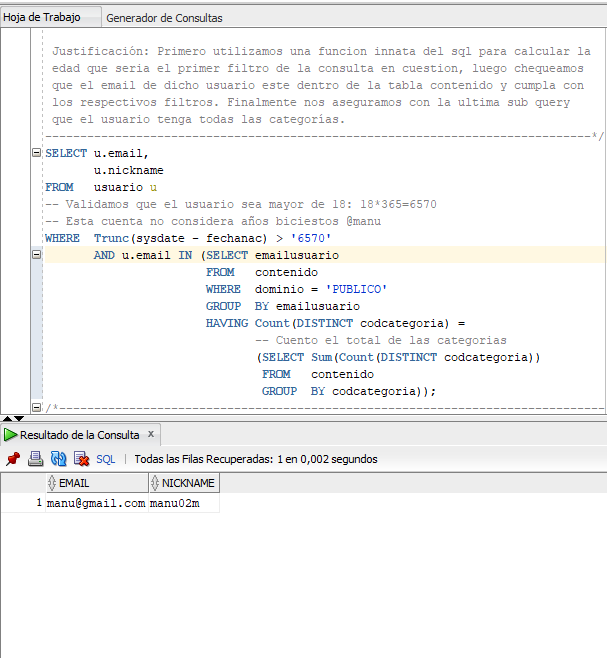 Hoja de Trabajo Generador de Consultas
Justificación: Primero utilizamos una funcion innata del sql para calcular la
edad que seria el primer filtro de la consulta en cuestion, luego chequeamos
que el email de dicho usuario este dentro de la tabla contenido y cumpla con
los respectivos filtros. Finalmente nos aseguramos con la ultima sub query
que el usuario tenga todas las categorías.
-----------------------------------------------------------------------------------*/
SELECT u.email,
u.nickname
FROM usuario u
-- Validamos que el usuario sea mayor de 18: 18*365=6570
-- Esta cuenta no considera años biciestos @manu
WHERE Trunc(sysdate - fechanac) > '6570'
AND u.email IN (SELECT emailusuario
FROM contenido
WHERE dominio = 'PUBLICO'
GROUP BY emailusuario
HAVING Count(DISTINCT codcategoria) =
-- Cuento el total de las categorias
(SELECT Sum(Count(DISTINCT codcategoria))
FROM contenido
GROUP BY codcategoria));
/*-----------------------------------------------------------------------------------
Resultado de la Consulta x
SQL | Todas las Filas Recuperadas: 1 en 0,002 segundos
EMAIL NICKNAME
1 manu@gmail.com manu02m